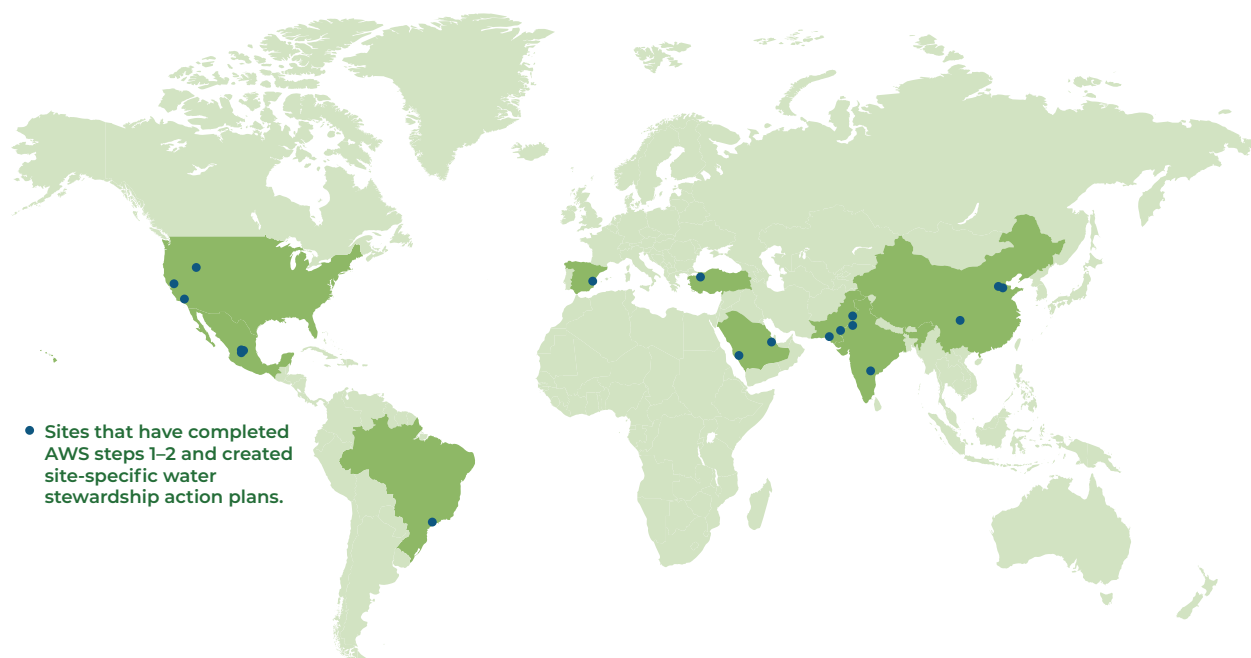 Sites that have completed
AWS steps 1–2 and created
site-specific water
stewardship action plans.